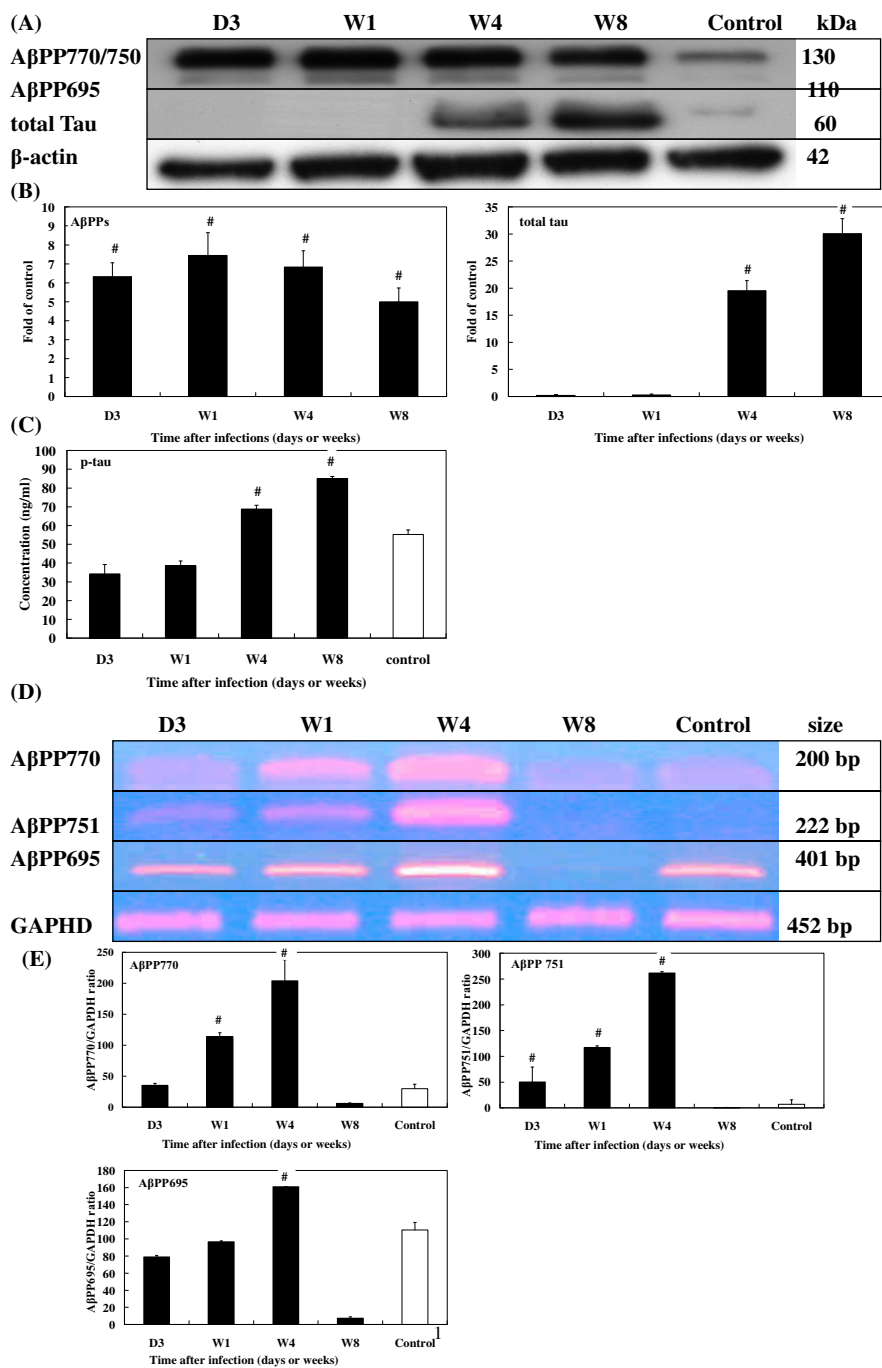 (A)
D3 W1 W4 W8 Control kDa
AβPP770/750 130
AβPP695 110
total Tau 60
β-actin 42
(B)
AβPPs
Fold of control
10
9
8
7
6
5
4
3
2
1
0
# # # #
D3 W1 W4 W8
Time after infections (days or weeks)
total tau
Fold of control
35
30
25
20
15
10
5
0
# #
D3 W1 W4 W8
Time after infections (days or weeks)
(C)
p-tau
Concentration (ng/ml)
100
90
80
70
60
50
40
30
20
10
0
# #
D3 W1 W4 W8 control
Time after infection (days or weeks)
(D)
D3 W1 W4 W8 Control size
AβPP770 200 bp
AβPP751 222 bp
AβPP695 401 bp
GAPHD 452 bp
(E)
AβPP770
AβPP770/GAPDH ratio
250
200
150
100
50
0
# #
D3 W1 W4 W8 Control
Time after infection (days or weeks)
AβPP 751
AβPP751/GAPDH ratio
300
250
200
150
100
50
0
# # #
D3 W1 W4 W8 Control
Time after infection (days or weeks)
AβPP695
AβPP695/GAPDH ratio
180
160
140
120
100
80
60
40
20
0
#
D3 W1 W4 W8 Control
Time after infection (days or weeks)
1